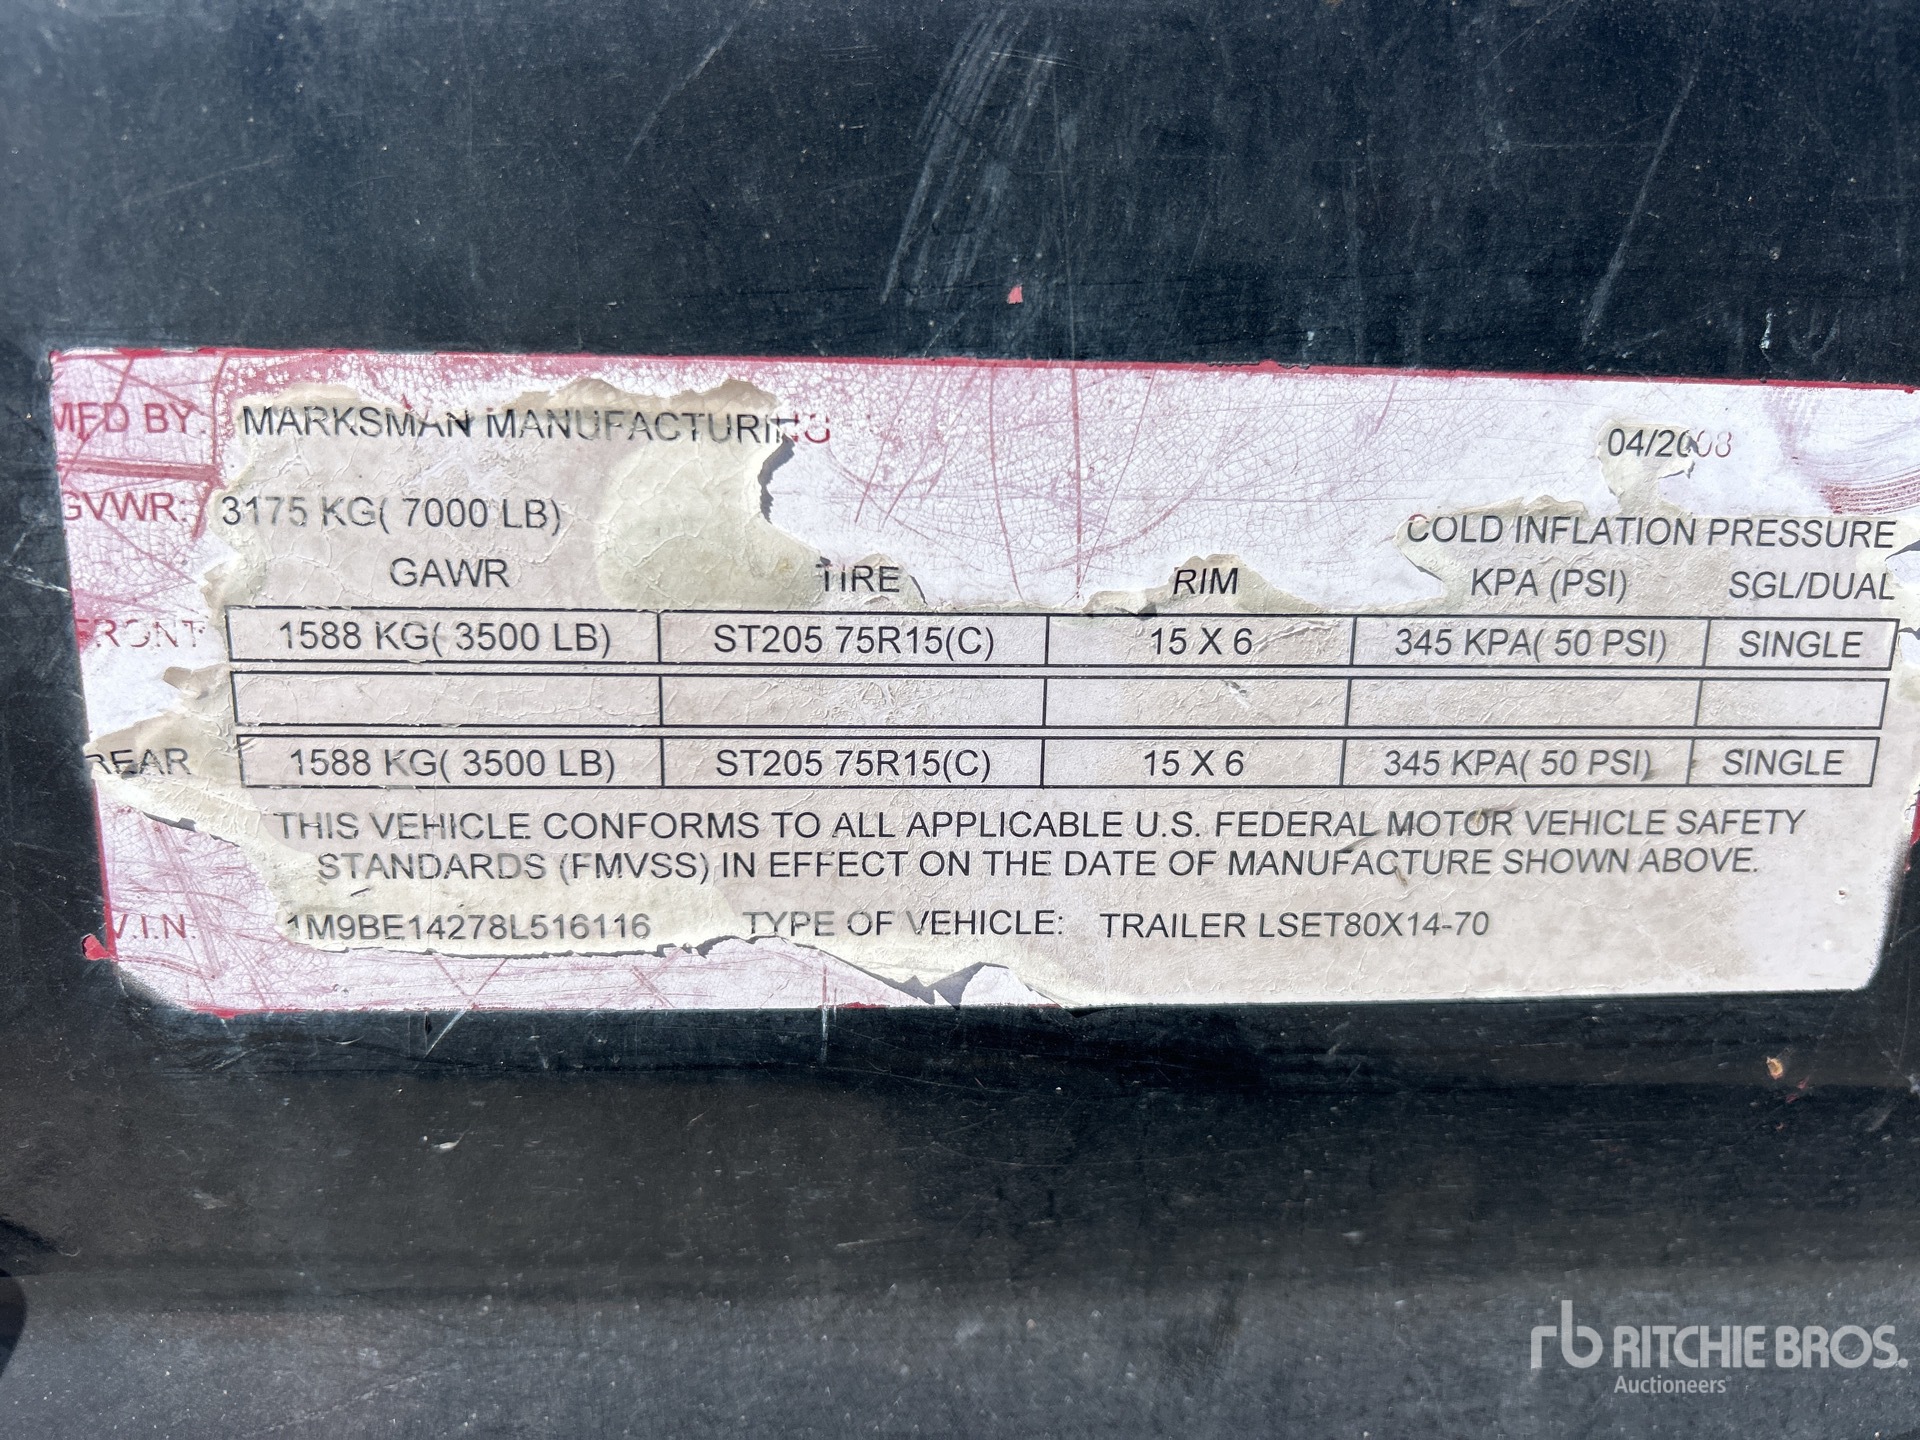 MFD BY: MARKSMAN MANUFACTURING 04/2008
GVWR: 3175 KG( 7000 LB)
COLD INFLATION PRESSURE
GAWR TIRE RIM KPA (PSI) SGL/DUAL
FRONT 1588 KG( 3500 LB) ST205 75R15(C) 15 X 6 345 KPA( 50 PSI) SINGLE
REAR 1588 KG( 3500 LB) ST205 75R15(C) 15 X 6 345 KPA( 50 PSI) SINGLE
THIS VEHICLE CONFORMS TO ALL APPLICABLE U.S. FEDERAL MOTOR VEHICLE SAFETY
STANDARDS (FMVSS) IN EFFECT ON THE DATE OF MANUFACTURE SHOWN ABOVE.
V.I.N. 1M9BE14278L516116 TYPE OF VEHICLE: TRAILER LSET80X14-70
rb RITCHIE BROS.
Auctioneers